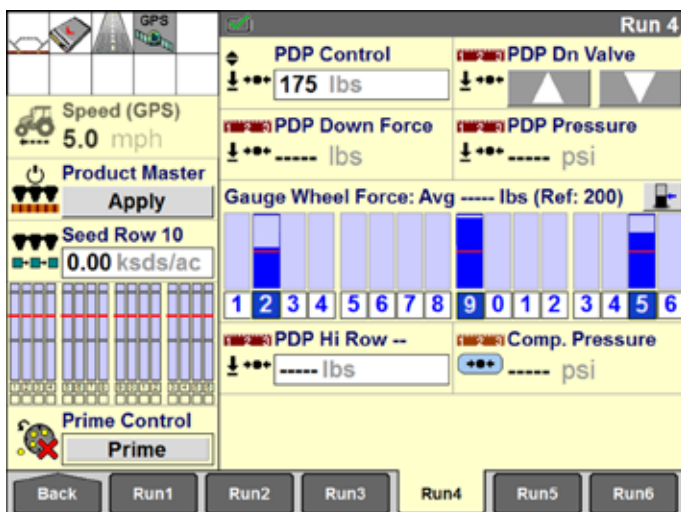 GPS
Run 4
Speed (GPS)
5.0 mph
Product Master
Apply
Seed Row 10
0.00 ksds/ac
Prime Control
Prime
PDP Control
175 lbs
PDP Dn Valve
PDP Down Force
----- lbs
PDP Pressure
----- psi
Gauge Wheel Force: Avg ----- lbs (Ref: 200)
1 2 3 4 5 6 7 8 9 0 1 2 3 4 5 6
PDP Hi Row --
----- lbs
Comp. Pressure
----- psi
Back Run1 Run2 Run3 Run4 Run5 Run6